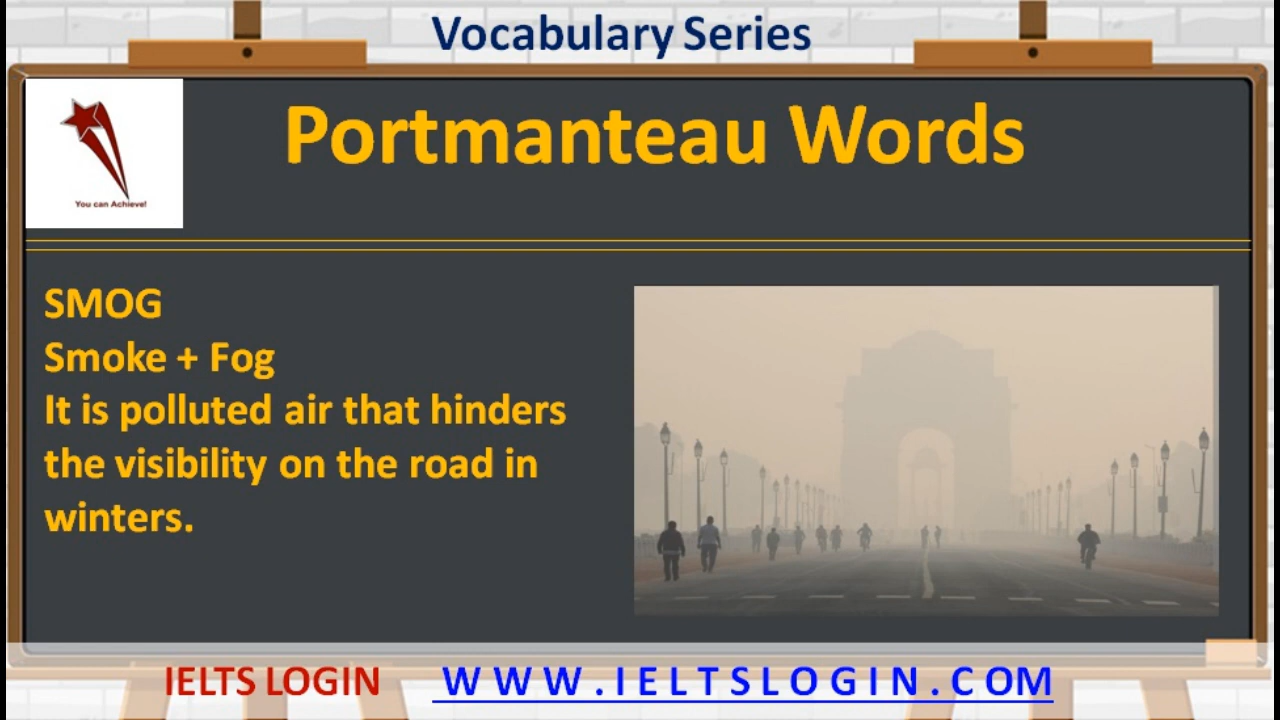 Vocabulary Series
Portmanteau Words
You can Achieve!
SMOG
Smoke + Fog
It is polluted air that hinders
the visibility on the road in
winters.
IELTS LOGIN WWW.IELTSLOGIN.COM